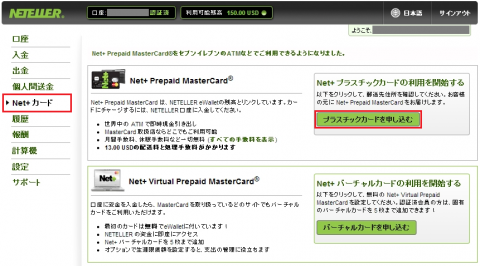 NETELLER®
口座 認証済 利用可能残高 150.00 USD
日本語 サインアウト
ようこそ、
口座
入金
出金
個人間送金
Net+ カード
履歴
報酬
計算機
設定
サポート
Net+ Prepaid MasterCard®をセブンイレブンのATMなどでご利用できるようになりました。
Net+ Prepaid MasterCard®
Net+ Prepaid MasterCard は、NETELLER eWalletの残高とリンクしています。カードにチャージするには、NETELLER 口座に入金してください。
世界中の ATM で即時現金引き出し
MasterCard 取扱店ならどこでもご利用可能
月間手数料、休眠手数料など一切無料 (すべての手数料を表示)
13.00 USDの配送料と処理手数料がかかります
Net+ プラスチックカードの利用を開始する
以下をクリックして、郵送先住所を確認してください。お客様の元に Net+ Prepaid MasterCardをお届けします。
プラスチックカードを申し込む
Net+
Net+ Virtual Prepaid MasterCard®
口座に資金を入金したら、MasterCardを取り扱っているどのサイトでもバーチャルカードをご利用いただけます。
最初のカードは無料でeWalletに付いています！
NETELLER の資金に即座にアクセス
Net+ バーチャルカードを 5 枚まで追加
オプションで生涯限度額を設定すると、支出の管理に役立ちます
Net+ バーチャルカードの利用を開始する
以下をクリックして、無料の Net+ Virtual Prepaid MasterCardを設定してください。認証済会員の方は、固有のバーチャルカードを 5 枚まで追加できます！
バーチャルカードを申し込む